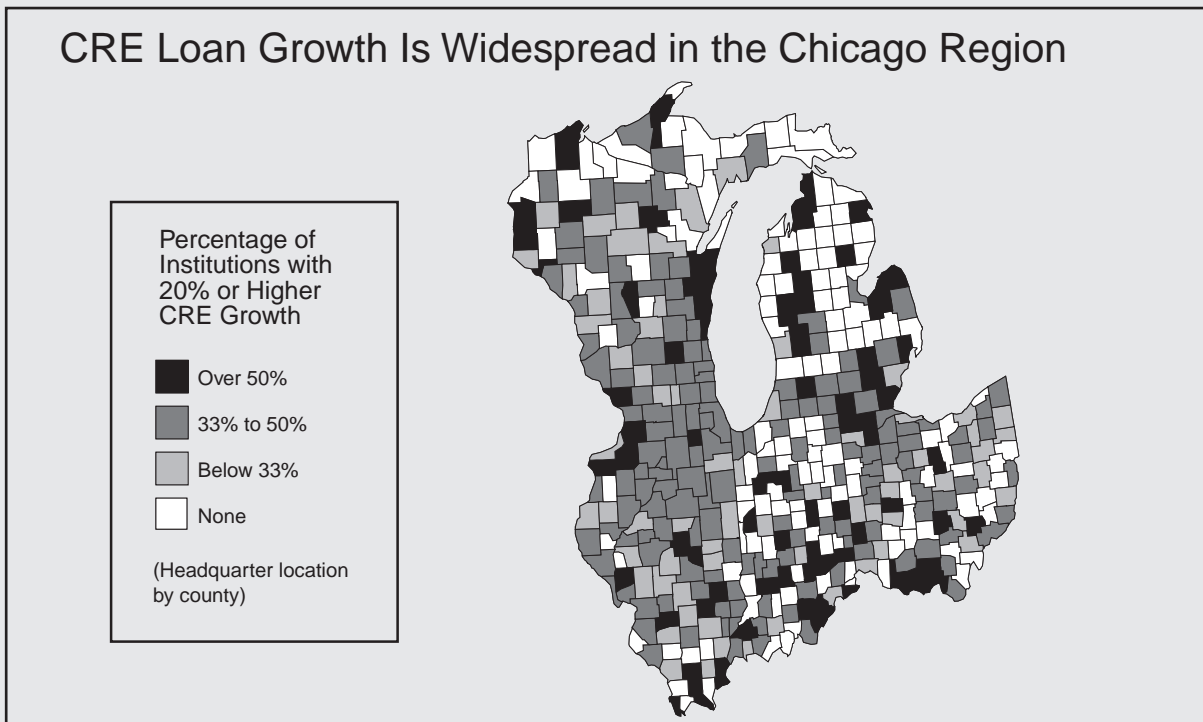 CRE Loan Growth Is Widespread in the Chicago Region
Percentage of
Institutions with
20% or Higher
CRE Growth
Over 50%
33% to 50%
Below 33%
None
(Headquarter location
by county)